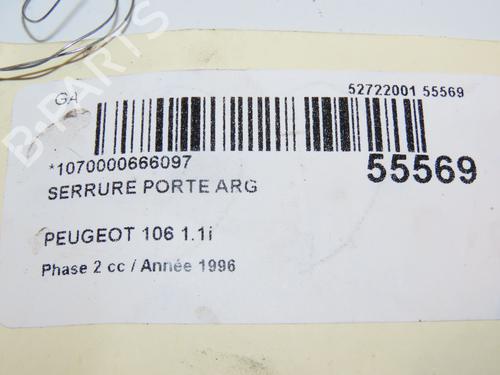 GA
52722001 55569
*1070000666097
55569
SERRURE PORTE ARG
PEUGEOT 106 1.1i
Phase 2 cc / Année 1996
B-PARTS